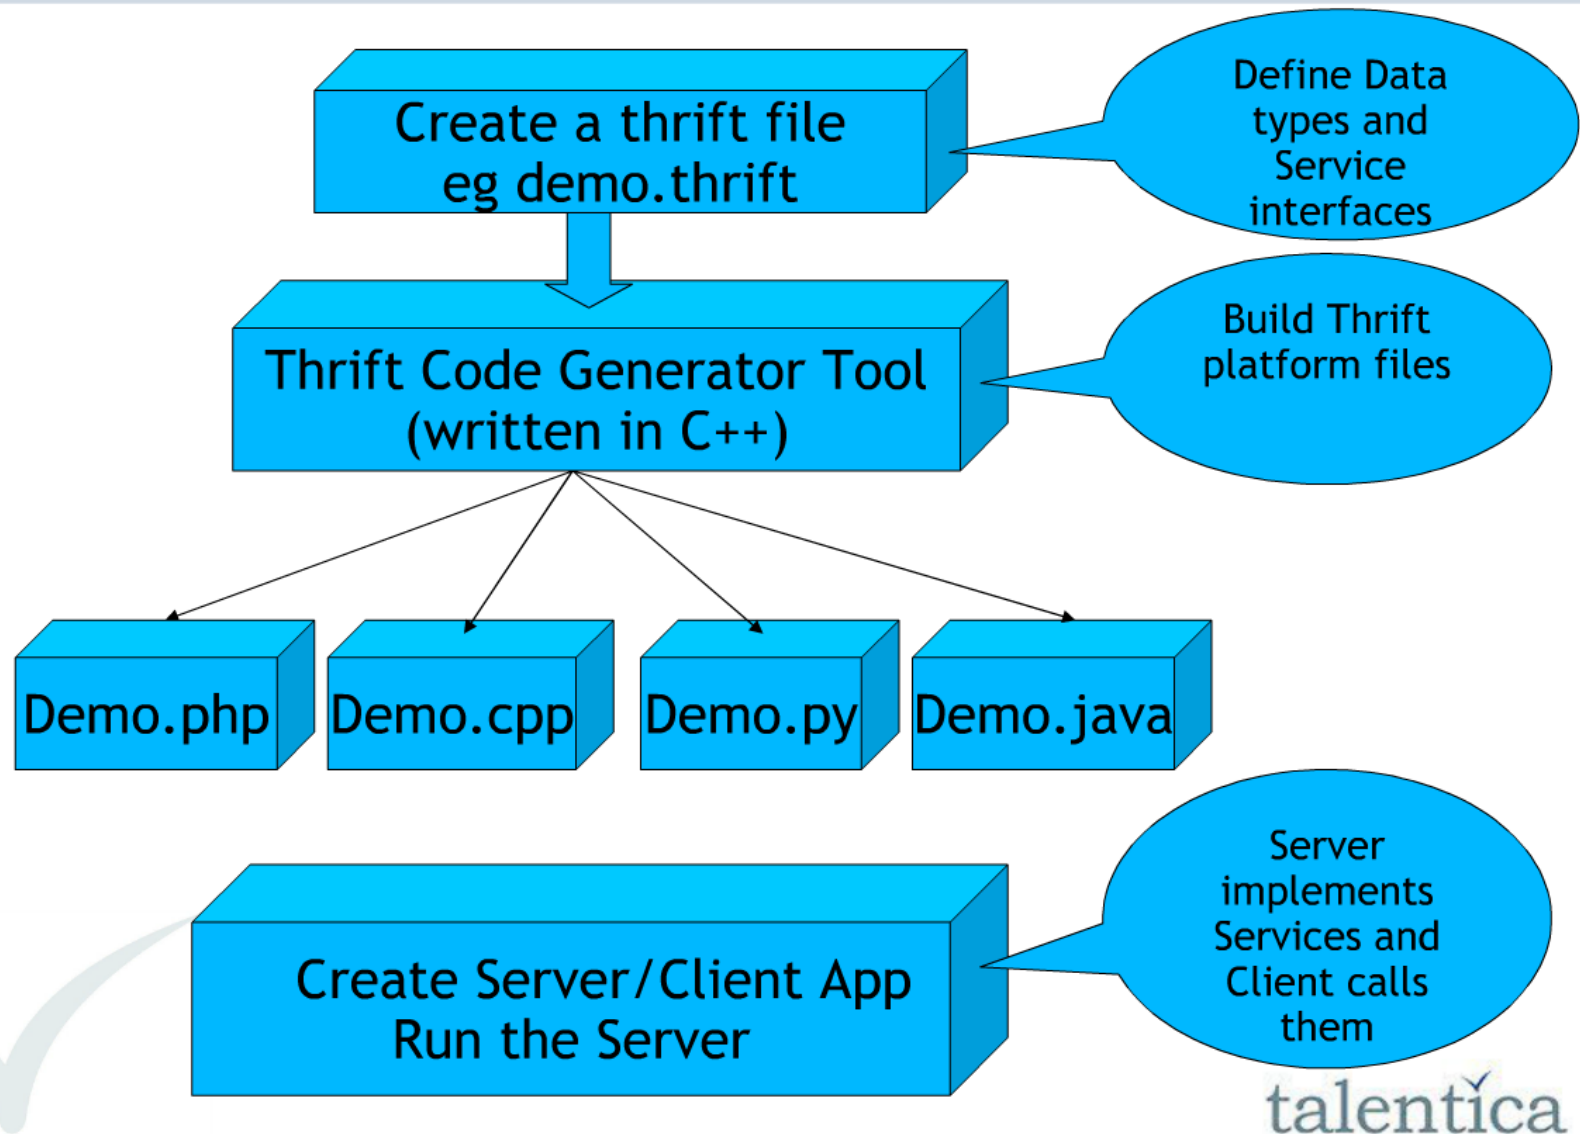 Create a thrift file
eg demo.thrift
Define Data
types and
Service
interfaces
Thrift Code Generator Tool
(written in C++)
Build Thrift
platform files
Demo.php
Demo.cpp
Demo.py
Demo.java
Create Server/Client App
Run the Server
Server
implements
Services and
Client calls
them
talentica